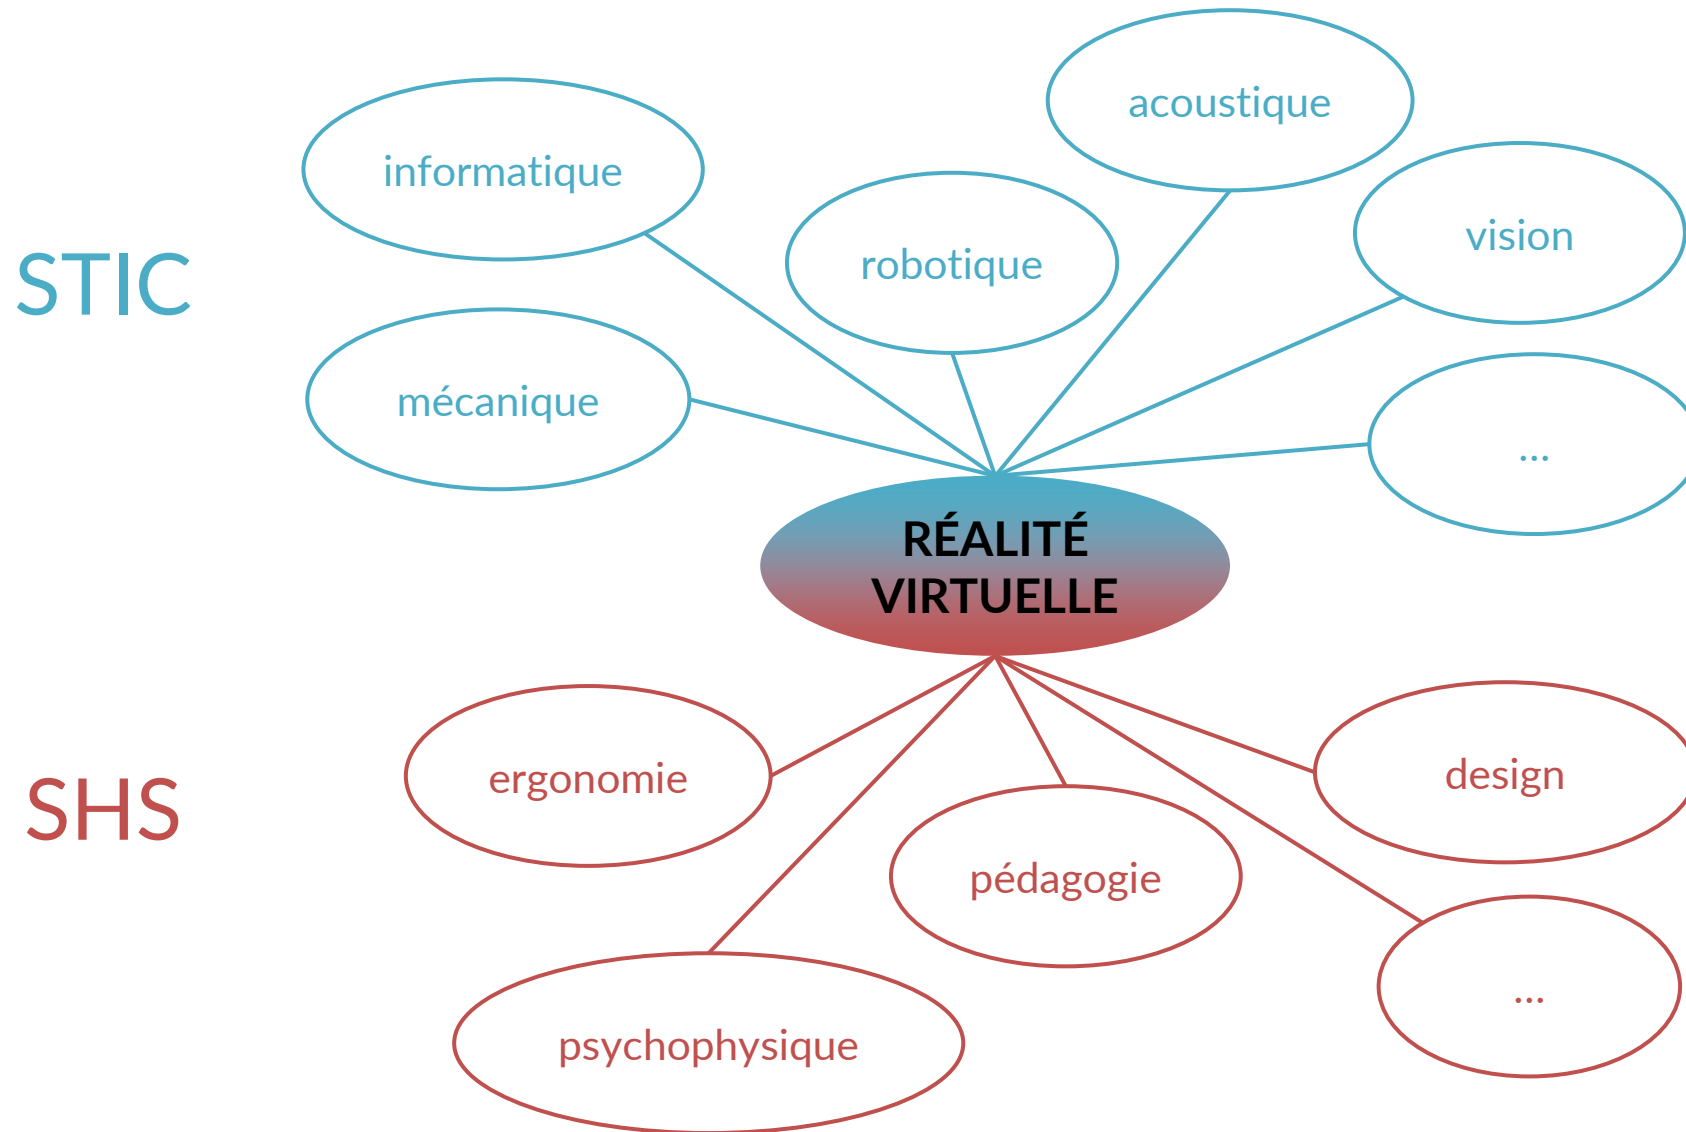 acoustique
informatique
vision
robotique
STIC
mécanique
...
RÉALITÉ
VIRTUELLE
ergonomie
design
SHS
pédagogie
...
psychophysique